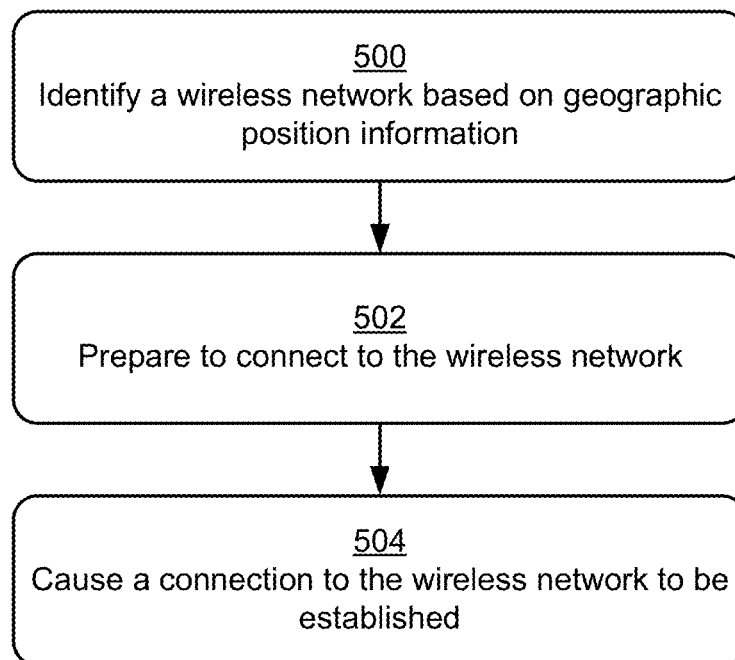 500
Identify a wireless network based on geographic
position information
502
Prepare to connect to the wireless network
504
Cause a connection to the wireless network to be
established